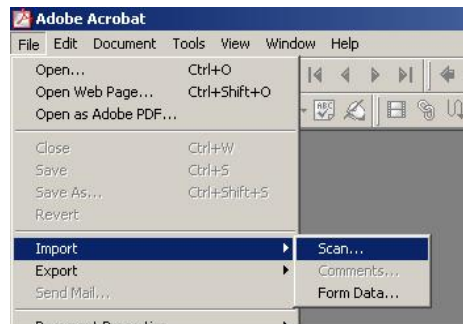 Adobe Acrobat
File Edit Document Tools View Window Help
Open... Ctrl+O
Open Web Page... Ctrl+Shift+O
Open as Adobe PDF...
Close Ctrl+W
Save Ctrl+S
Save As... Ctrl+Shift+S
Revert
Import Scan...
Export Comments...
Send Mail... Form Data...